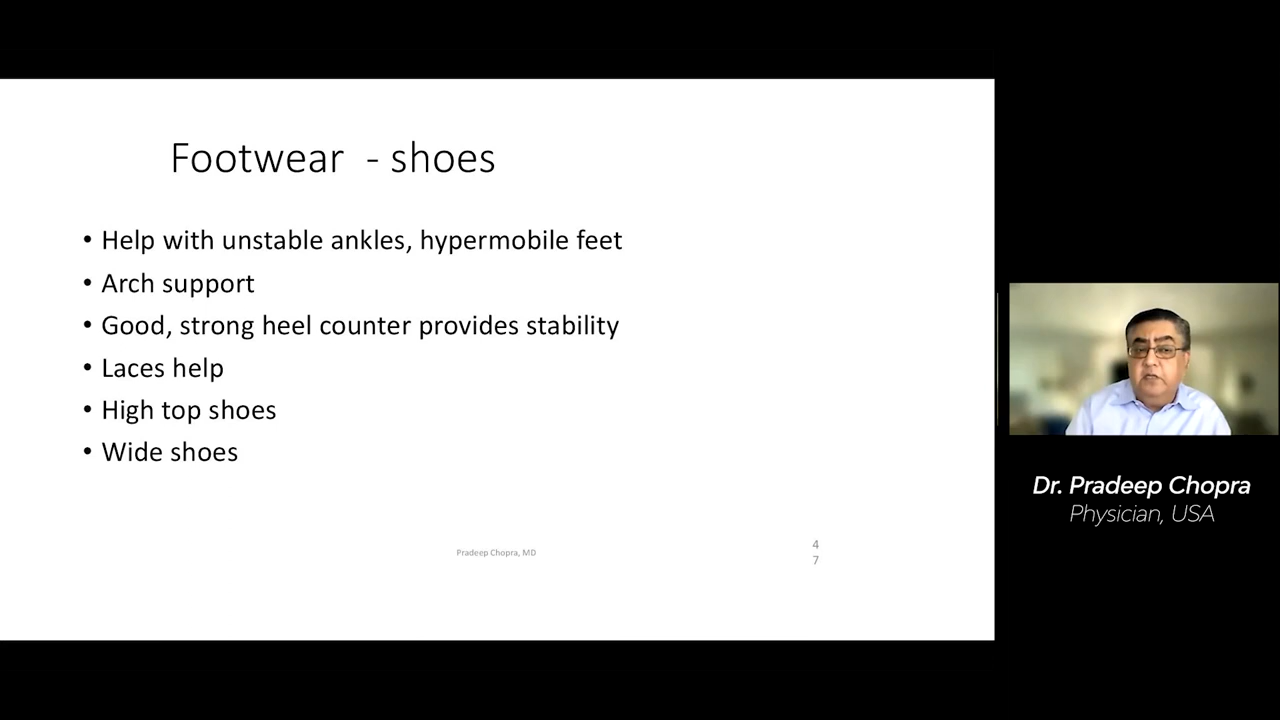 Footwear - shoes
• Help with unstable ankles, hypermobile feet
• Arch support
• Good, strong heel counter provides stability
• Laces help
• High top shoes
• Wide shoes
Pradeep Chopra, MD
4
7
Dr. Pradeep Chopra
Physician, USA